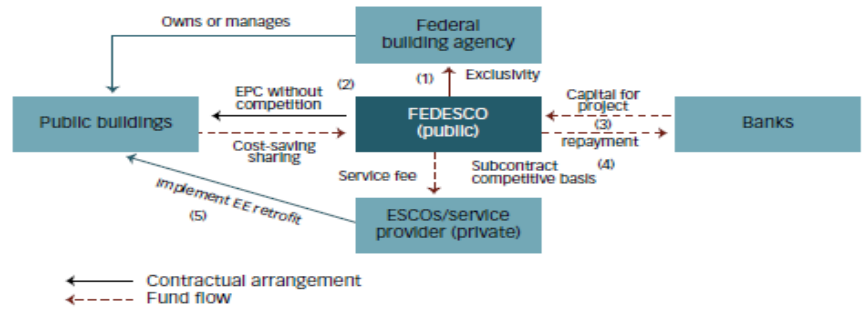 Owns or manages
Federal
building agency
(1)
Exclusivity
EPC without
competition
(2)
Public buildings
FEDESCO
(public)
Capital for
project
(3)
repayment
Banks
Cost-saving
sharing
Service fee
Subcontract
competitive basis
(4)
Implement EE retrofit
(5)
ESCOs/service
provider (private)
Contractual arrangement
Fund flow